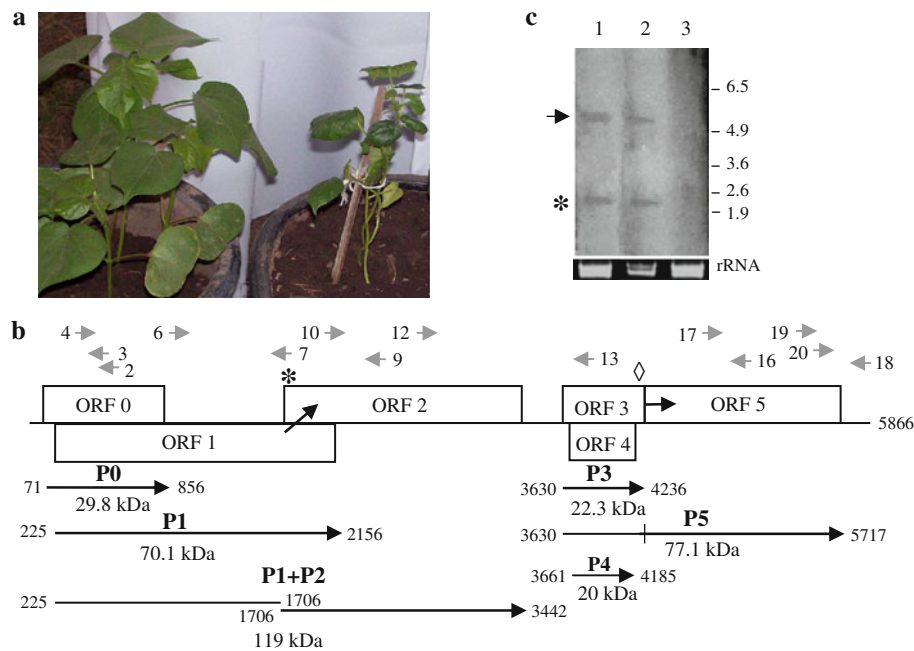 a
c
1 2 3
6.5
4.9
3.6
2.6
1.9
*
rRNA
b
4 6 10 12 17 19
3 7 9 13 16 20 18
2
* ◊
ORF 0 ORF 2 ORF 3 ORF 5
5866
ORF 1 ORF 4
P0 P3
71 856 3630 4236
29.8 kDa 22.3 kDa
P1 P5
225 2156 3630 5717
70.1 kDa 77.1 kDa
P4
3661 4185
20 kDa
P1+P2
225 1706
1706 3442
119 kDa